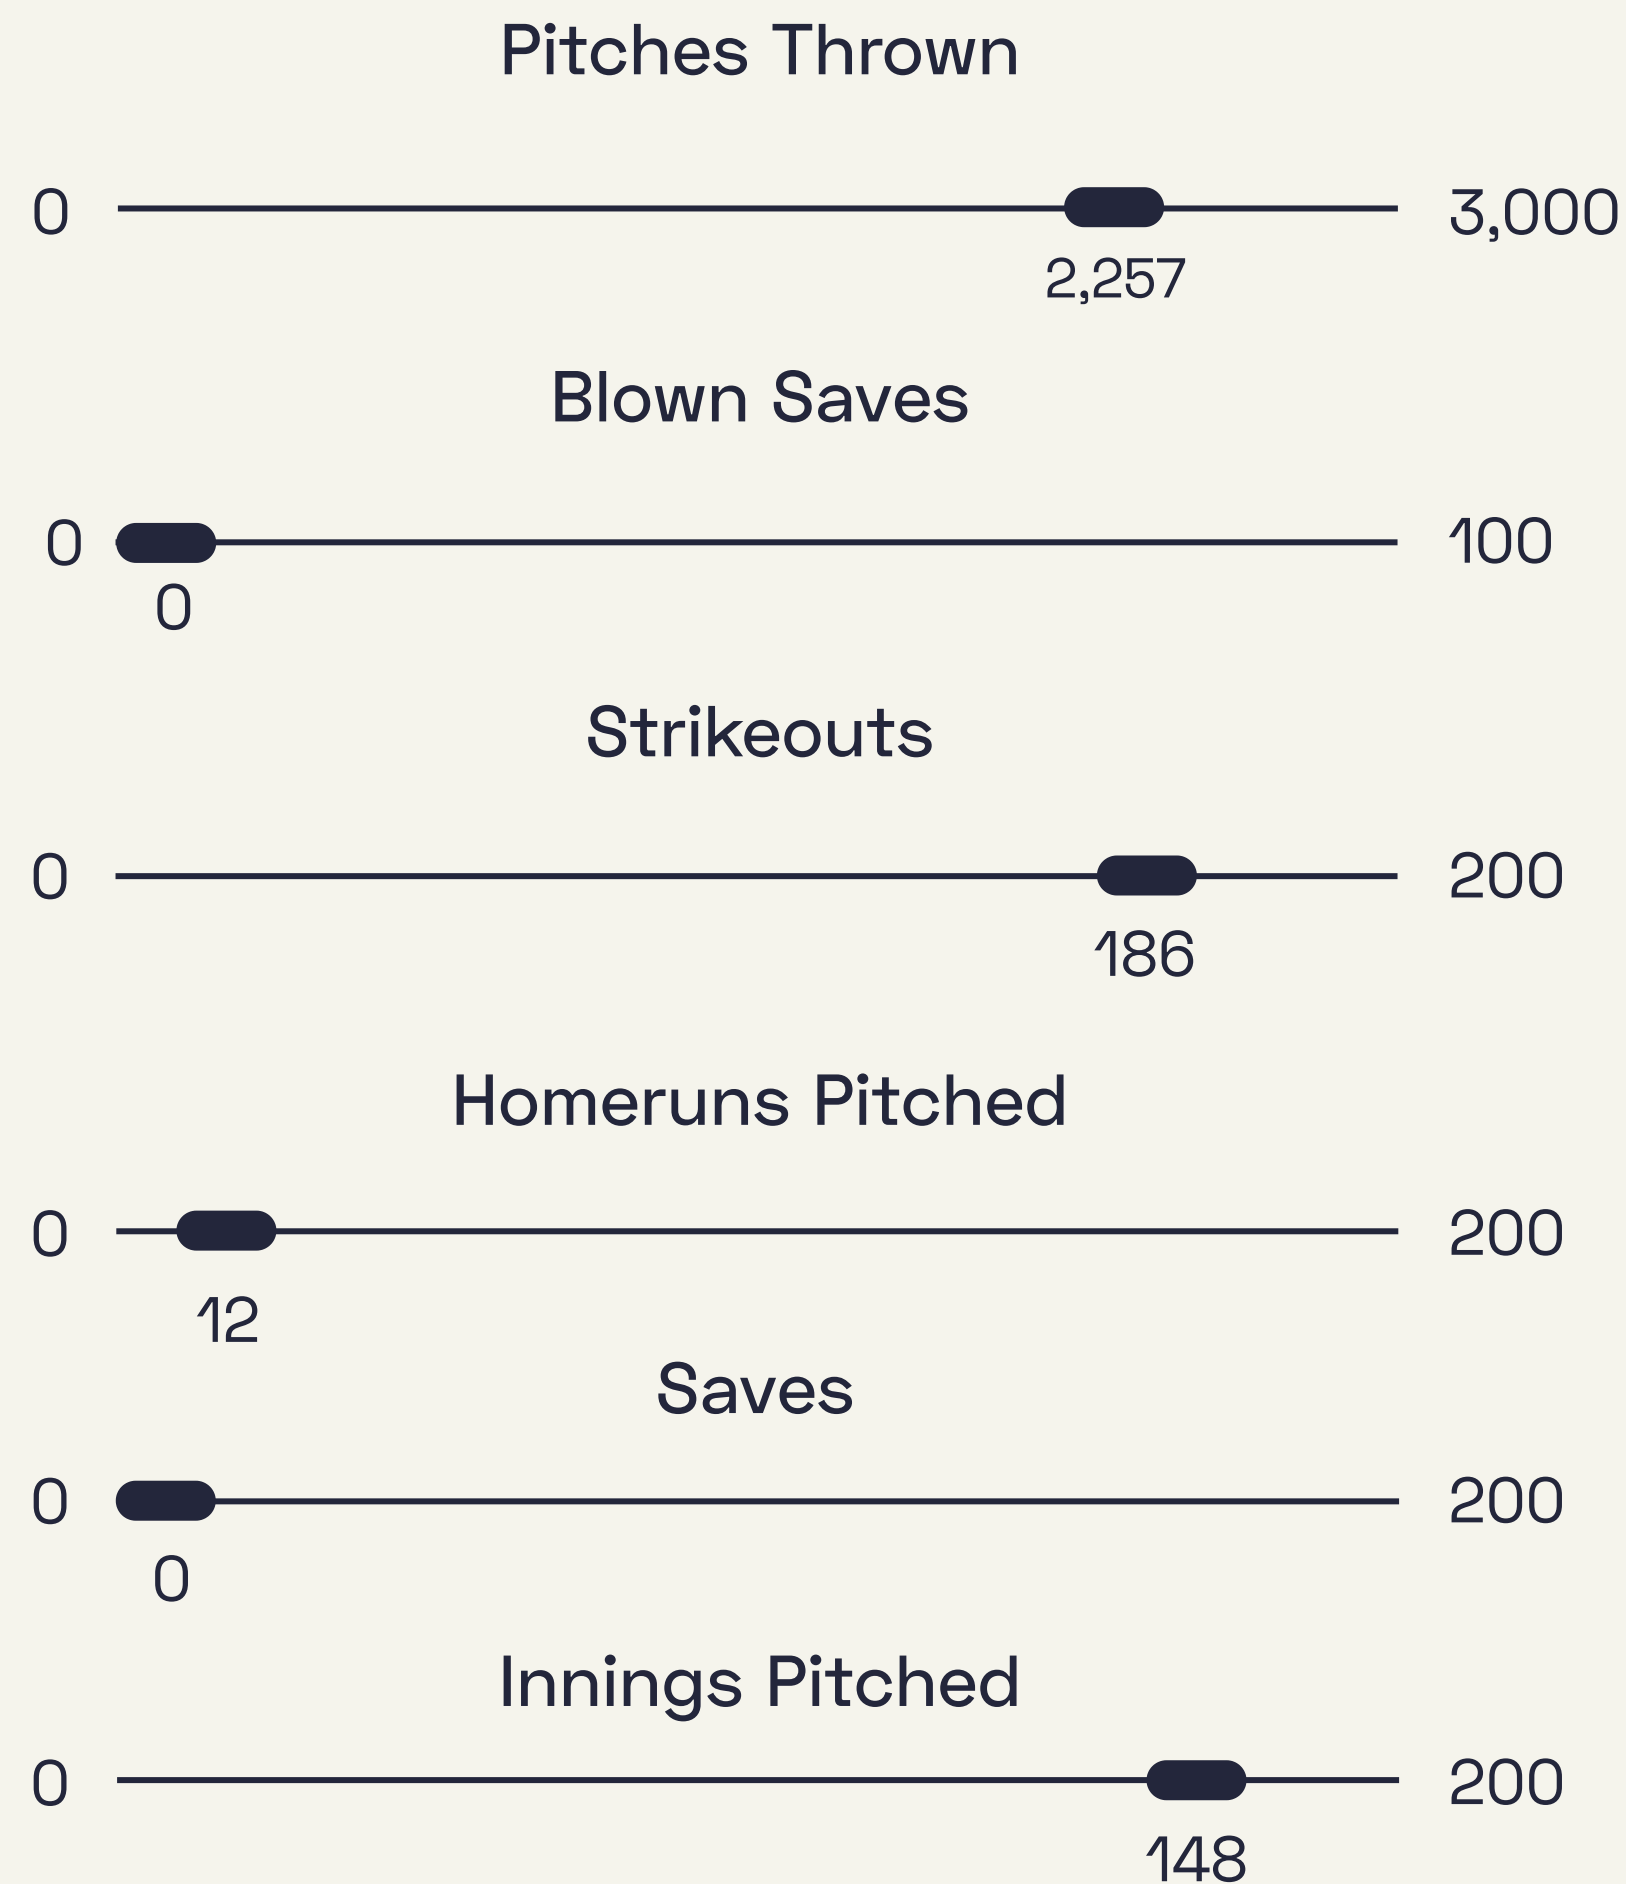 Pitches Thrown
0 3,000
2,257
Blown Saves
0 100
0
Strikeouts
0 200
186
Homeruns Pitched
0 200
12
Saves
0 200
0
Innings Pitched
0 200
148